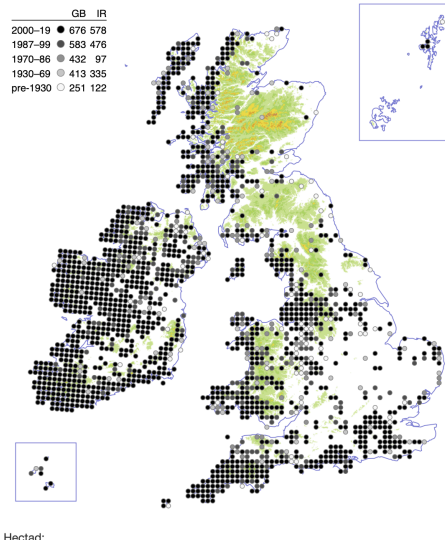 GB IR
2000–19 676 578
1987–99 583 476
1970–86 432 97
1930–69 413 335
pre-1930 251 122
Hectad: